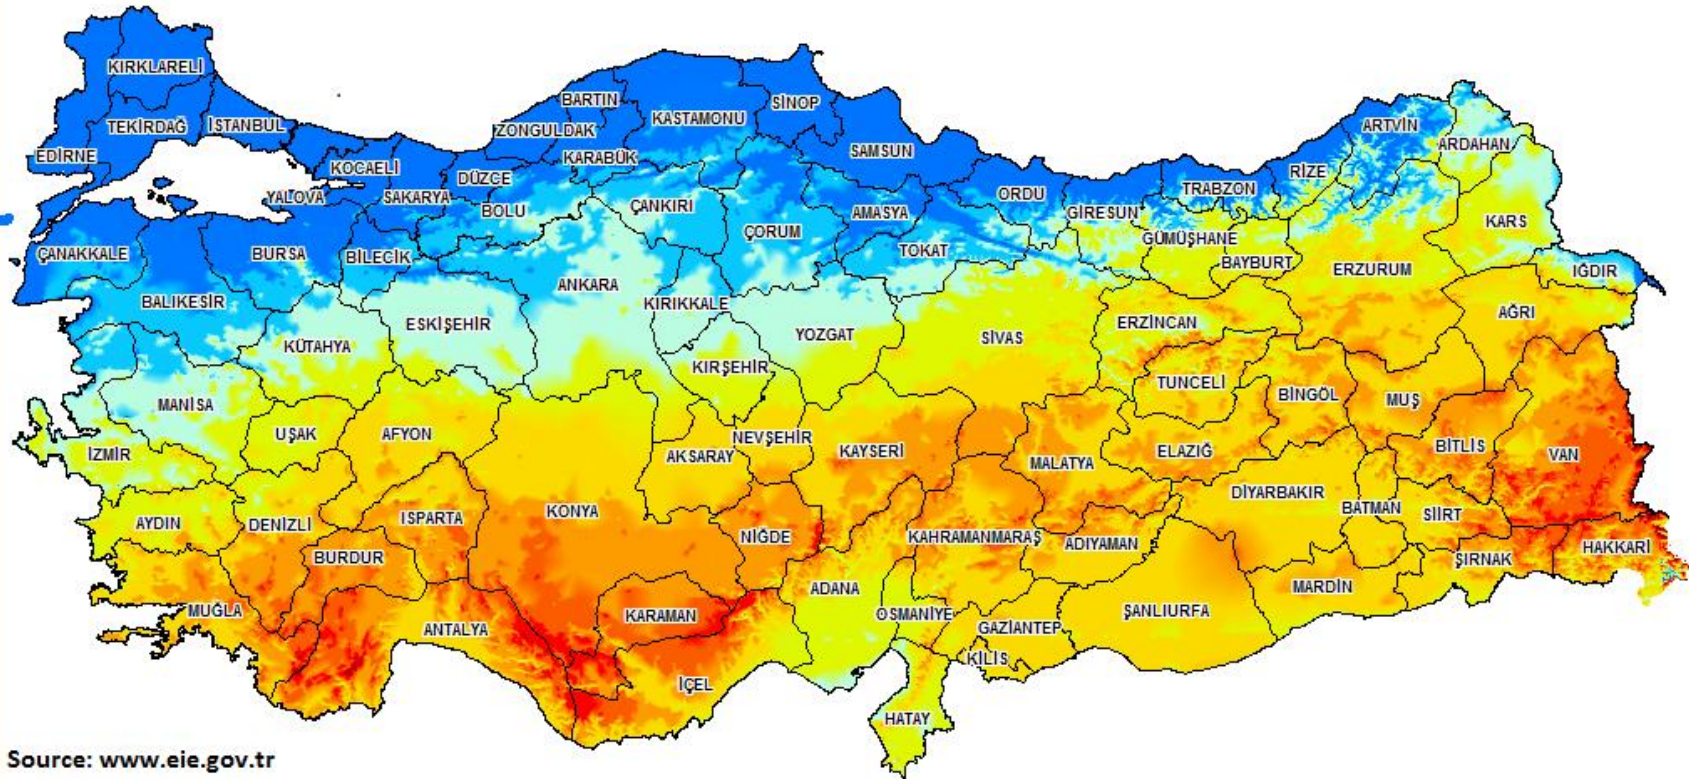 KIRKLARELİ
TEKİRDAĞ
İSTANBUL
EDİRNE
KOCAELİ
YALOVA
SAKARYA
DÜZCE
BOLU
ZONGULDAK
BARTIN
KARABÜK
KASTAMONU
SİNOP
SAMSUN
ORDU
GİRESUN
TRABZON
RİZE
ARTVİN
ARDAHAN
ÇANAKKALE
BURSA
BİLECİK
ÇANKIRI
ÇORUM
AMASYA
TOKAT
GÜMÜŞHANE
BAYBURT
ERZURUM
KARS
IĞDIR
BALIKESİR
ESKİŞEHİR
ANKARA
KIRIKKALE
YOZGAT
SİVAS
ERZİNCAN
AĞRI
KÜTAHYA
KIRŞEHİR
TUNCELİ
BİNGÖL
MUŞ
MANİSA
UŞAK
AFYON
NEVŞEHİR
AKSARAY
KAYSERİ
MALATYA
ELAZIĞ
BİTLİS
VAN
İZMİR
AYDIN
DENİZLİ
ISPARTA
KONYA
NİĞDE
KAHRAMANMARAŞ
ADIYAMAN
DİYARBAKIR
BATMAN
SİİRT
ŞIRNAK
HAKKARİ
MUĞLA
BURDUR
ANTALYA
KARAMAN
İÇEL
ADANA
OSMANİYE
GAZİANTEP
KİLİS
ŞANLIURFA
MARDİN
HATAY
Source: www.eie.gov.tr